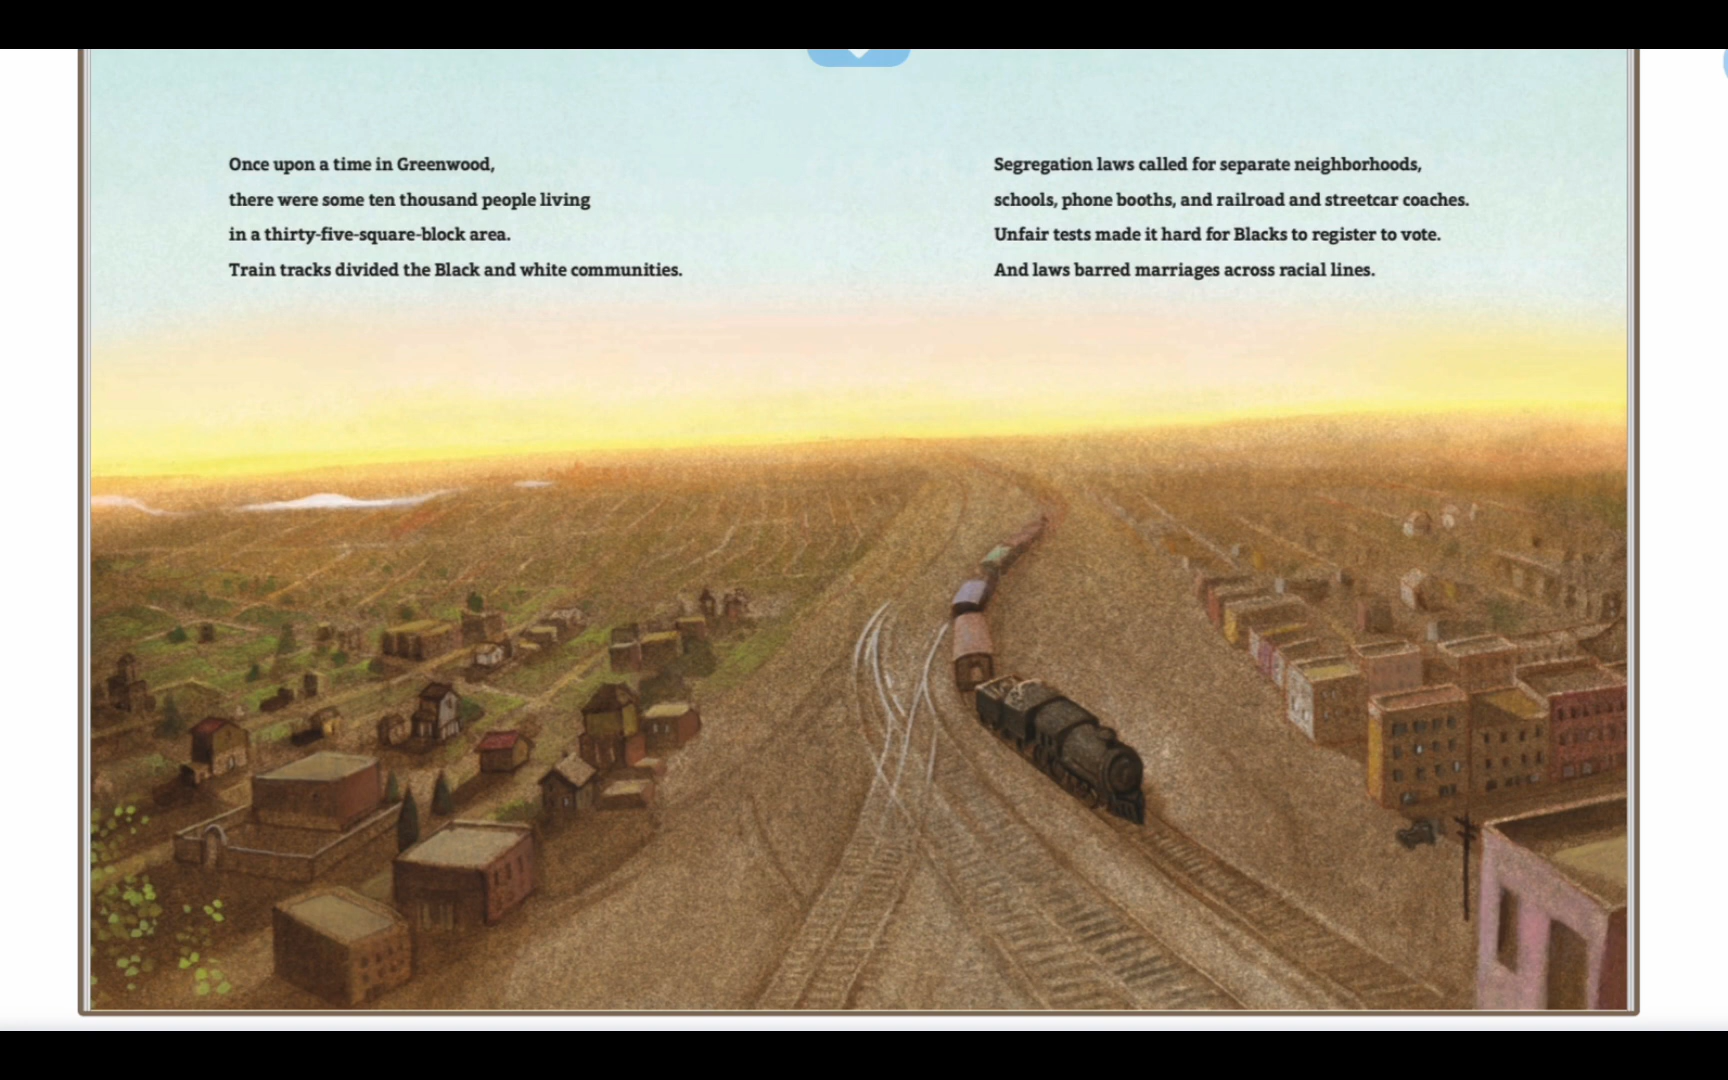 Once upon a time in Greenwood,
there were some ten thousand people living
in a thirty-five-square-block area.
Train tracks divided the Black and white communities.
Segregation laws called for separate neighborhoods,
schools, phone booths, and railroad and streetcar coaches.
Unfair tests made it hard for Blacks to register to vote.
And laws barred marriages across racial lines.